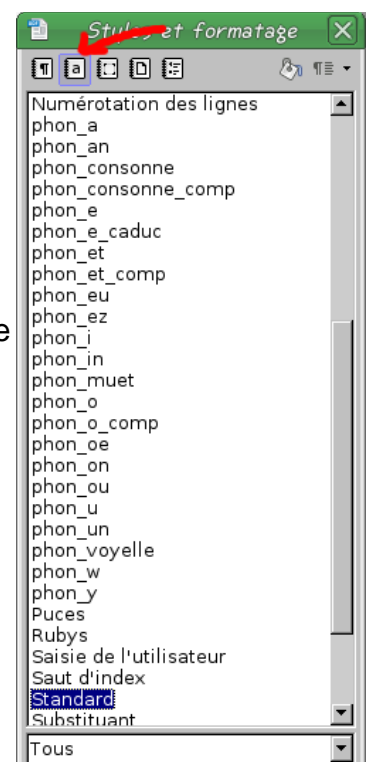 Styles et formatage
Numérotation des lignes
phon_a
phon_an
phon_consonne
phon_consonne_comp
phon_e
phon_e_caduc
phon_et
phon_et_comp
phon_eu
phon_ez
e
phon_i
phon_in
phon_muet
phon_o
phon_o_comp
phon_oe
phon_on
phon_ou
phon_u
phon_un
phon_voyelle
phon_w
phon_y
Puces
Rubys
Saisie de l'utilisateur
Saut d'index
Standard
Substituant
Tous